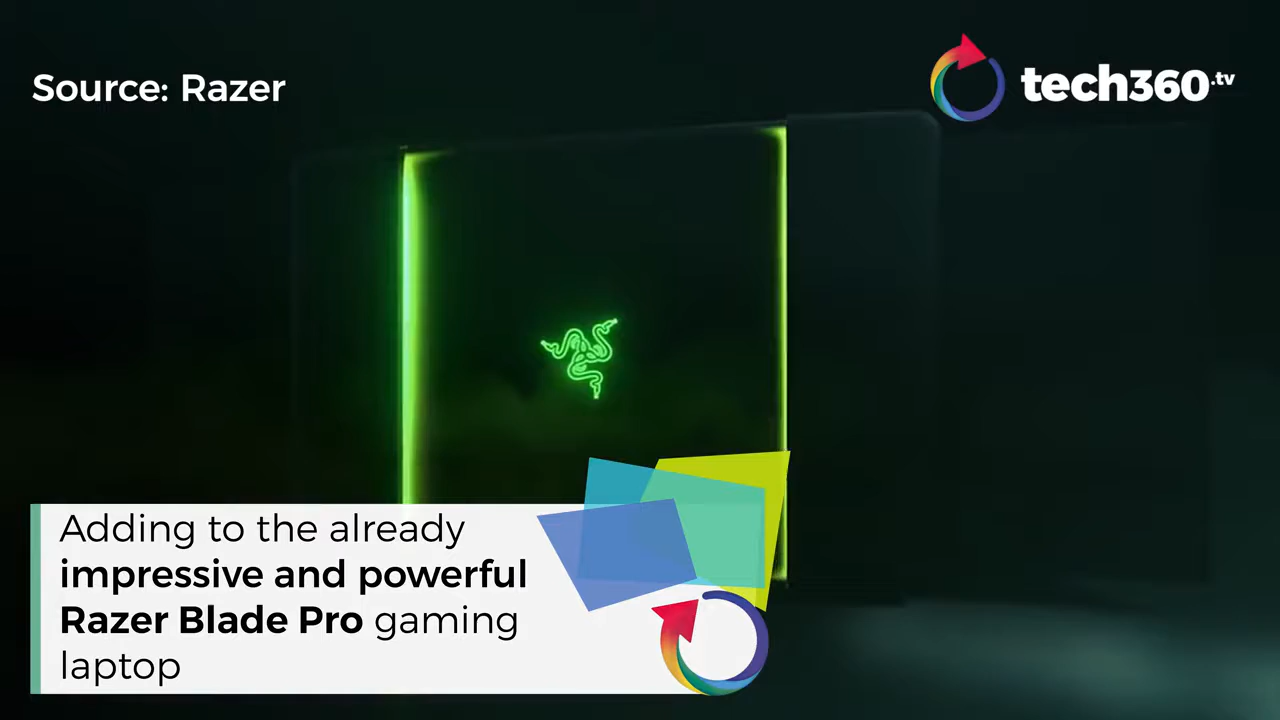 Source: Razer
tech360.tv
Adding to the already
impressive and powerful
Razer Blade Pro gaming
laptop